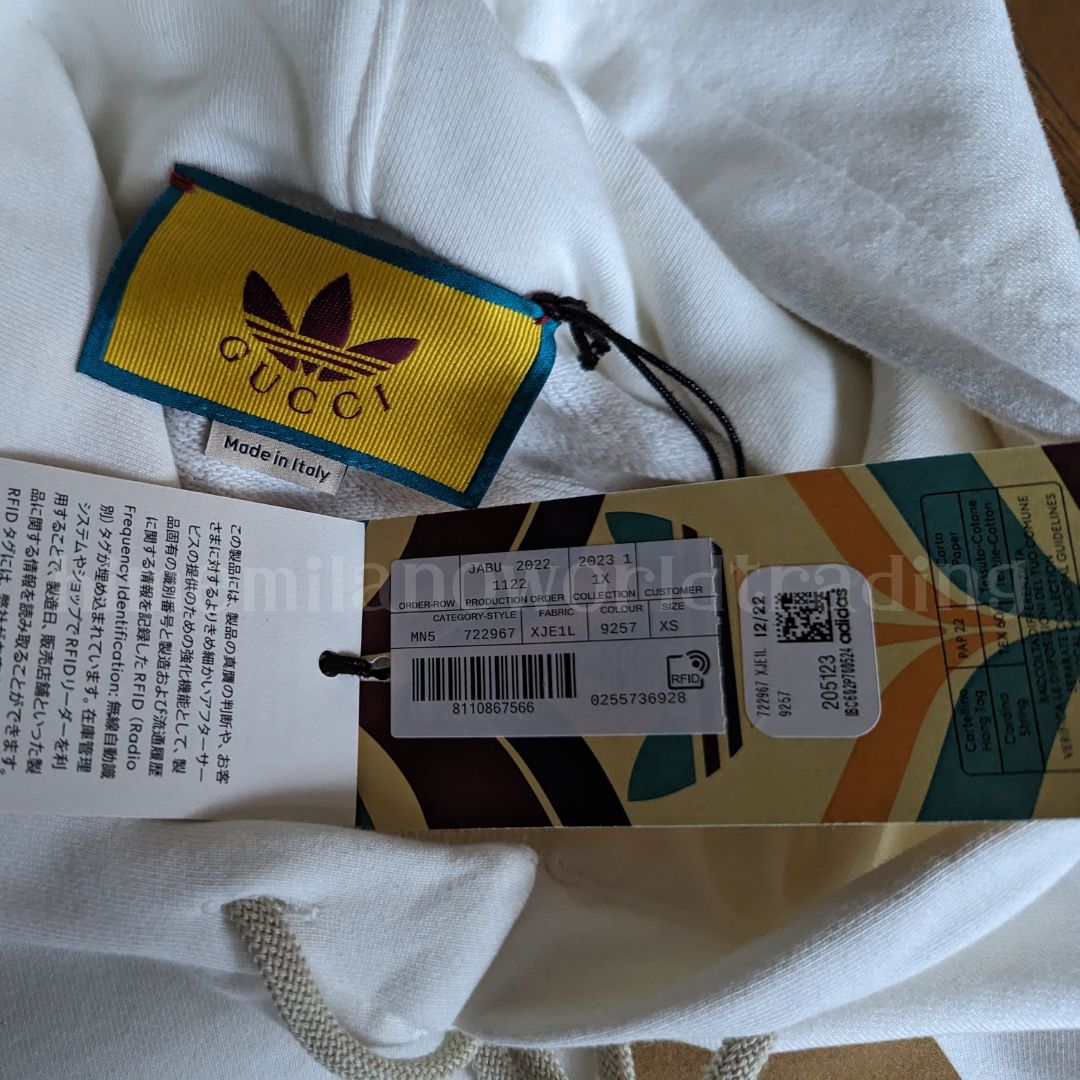 GUCCI
Made in Italy
この製品には、製品の真贋の判断や、お客
さまに対するよりきめ細かいアフターサー
ビスの提供のための強化機能として、製
品固有の識別番号と製造および流通履歴
に関する情報を記録したRFID (Radio
Frequency Identification: 無線自動識
別)タグが埋め込まれています。在庫管理
システムやショップでRFIDリーダーを利
用することで、製造日、販売店舗といった製
品に関する情報を読み取ることができます。
RFIDタグには、
JABU 2022 2023 1
1122 1X
ORDER-ROW PRODUCTION ORDER COLLECTION CUSTOMER
CATEGORY-STYLE FABRIC COLOUR SIZE
MN5 722967 XJE1L 9257 XS
8110867566
RFID
0255736928
722967 XJE1L 12/22
9257
adidas
205123
Cartellino
Hang Tag
PAP 22
Carta
Paper
Cordino
String
RACCOLTA DIFFERENZIATA